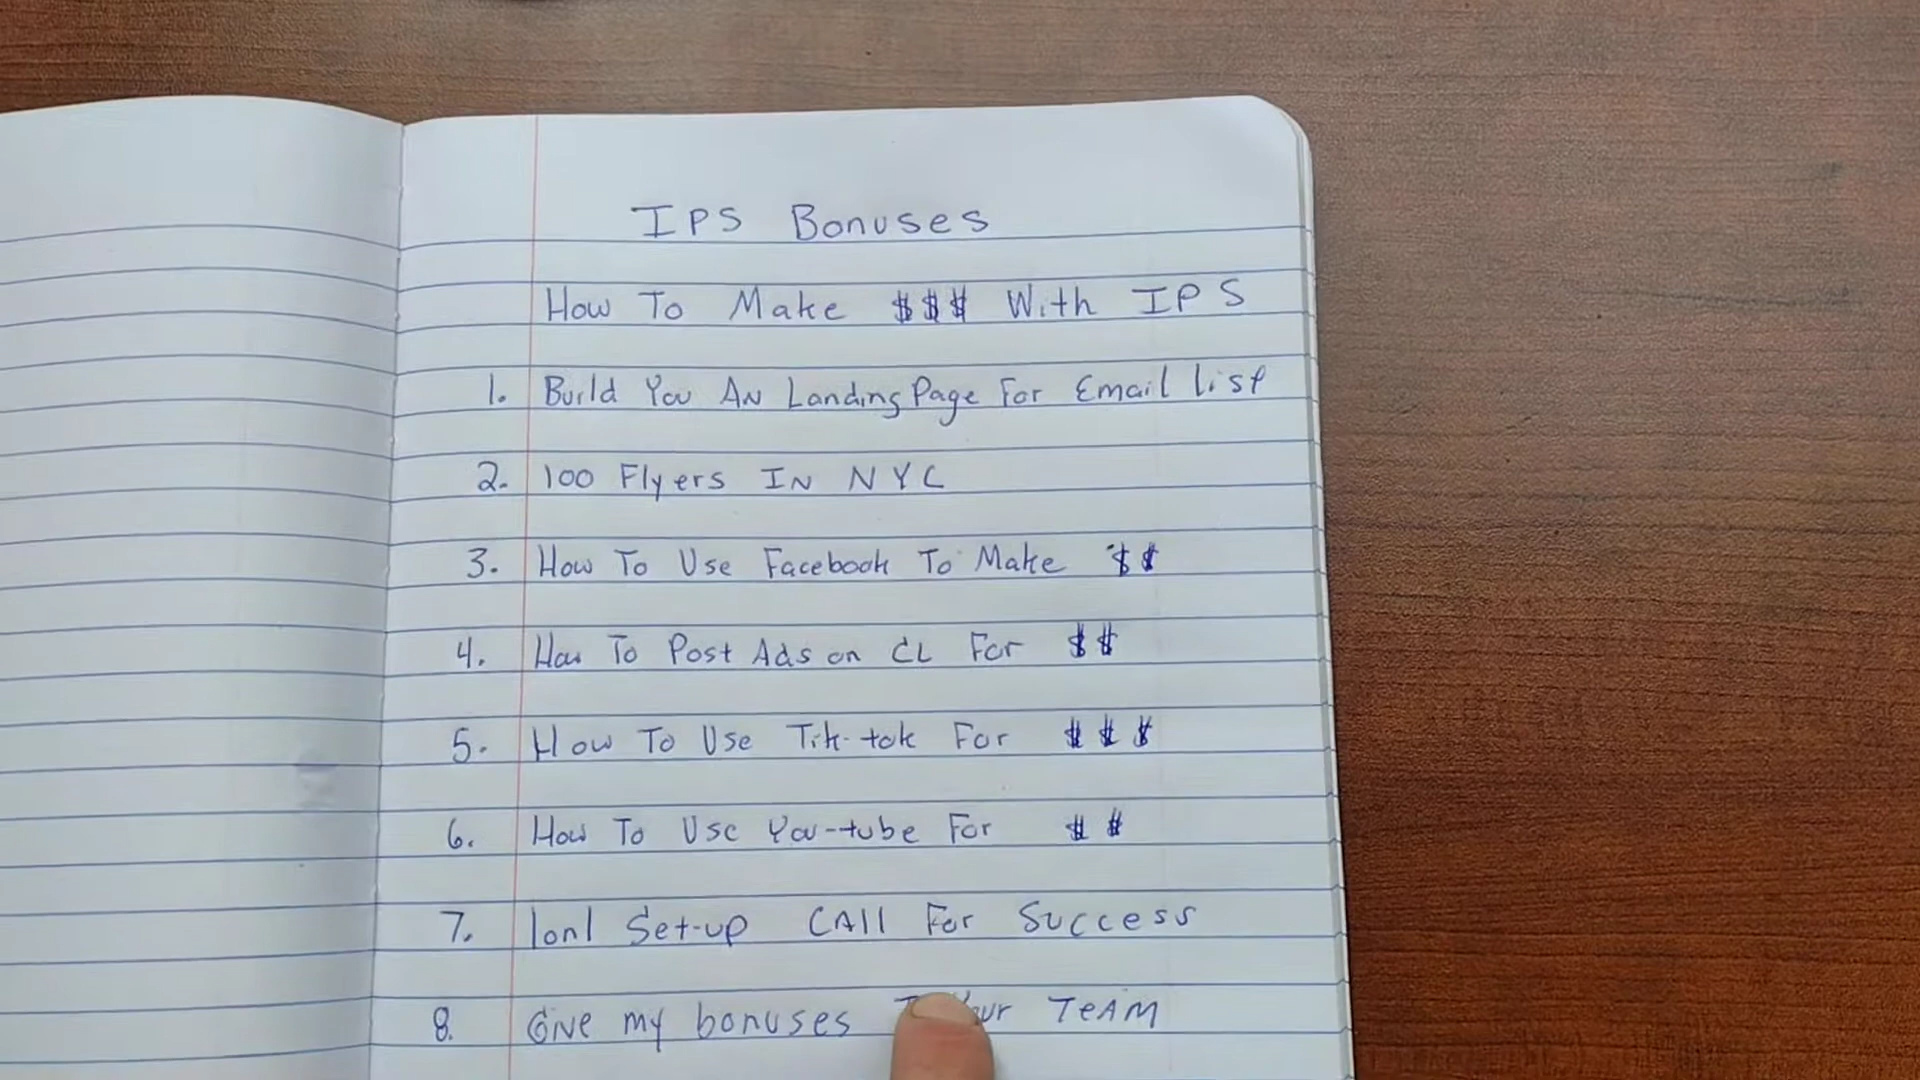 IPS Bonuses
How To Make $$$ With IPS
1. Build You An Landing Page For Email list
2. 100 Flyers IN NYC
3. How To Use Facebook To Make $$
4. How To Post Ads on CL For $$
5. How To Use Tik-tok For $$$
6. How To Use You-tube For $$
7. 1on1 Set-up CAll For Success
8. Give my bonuses TeAM